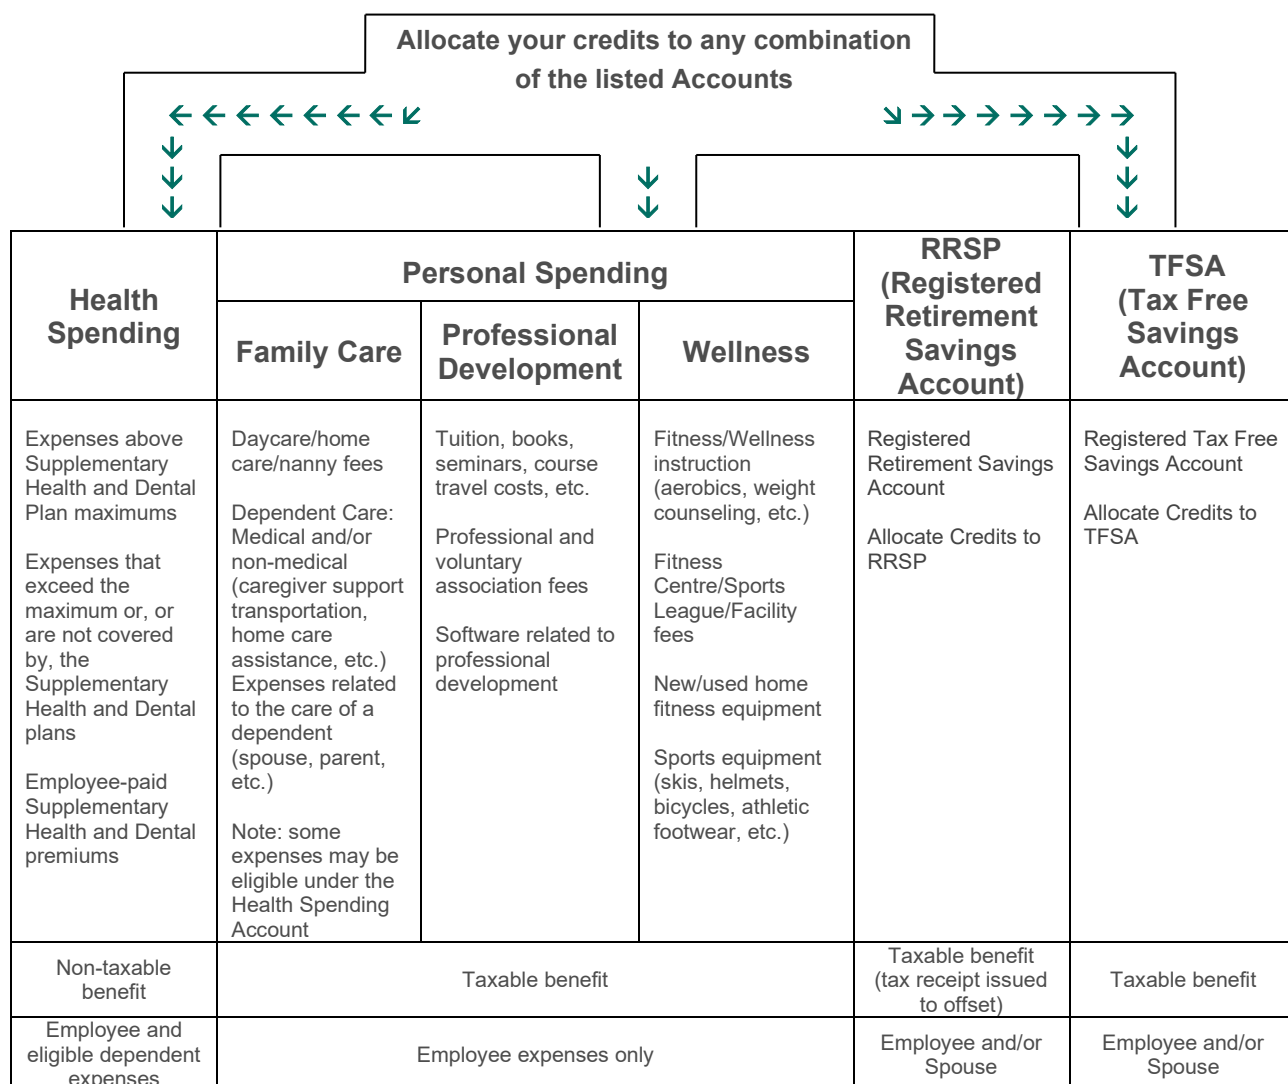 Allocate your credits to any combination
of the listed Accounts
Health
Spending
Personal Spending
Family Care
Professional
Development
Wellness
RRSP
(Registered
Retirement
Savings
Account)
TFSA
(Tax Free
Savings
Account)
Expenses above
Supplementary
Health and Dental
Plan maximums
Expenses that
exceed the
maximum or, or
are not covered
by, the
Supplementary
Health and Dental
plans
Employee-paid
Supplementary
Health and Dental
premiums
Daycare/home
care/nanny fees
Dependent Care:
Medical and/or
non-medical
(caregiver support
transportation,
home care
assistance, etc.)
Expenses related
to the care of a
dependent
(spouse, parent,
etc.)
Note: some
expenses may be
eligible under the
Health Spending
Account
Tuition, books,
seminars, course
travel costs, etc.
Professional and
voluntary
association fees
Software related to
professional
development
Fitness/Wellness
instruction
(aerobics, weight
counseling, etc.)
Fitness
Centre/Sports
League/Facility
fees
New/used home
fitness equipment
Sports equipment
(skis, helmets,
bicycles, athletic
footwear, etc.)
Registered
Retirement Savings
Account
Allocate Credits to
RRSP
Registered Tax Free
Savings Account
Allocate Credits to
TFSA
Non-taxable
benefit
Taxable benefit
Taxable benefit
(tax receipt issued
to offset)
Taxable benefit
Employee and
eligible dependent
expenses
Employee expenses only
Employee and/or
Spouse
Employee and/or
Spouse